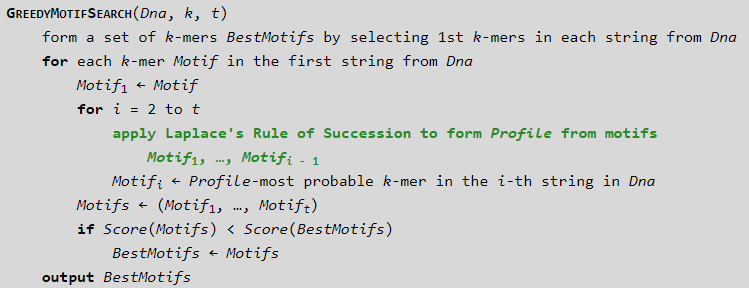 GREEDYMOTIFSEARCH(Dna, k, t)
form a set of k-mers BestMotifs by selecting 1st k-mers in each string from Dna
for each k-mer Motif in the first string from Dna
Motif₁ ← Motif
for i = 2 to t
apply Laplace's Rule of Succession to form Profile from motifs
Motif₁, …, Motifᵢ ₋ ₁
Motifᵢ ← Profile-most probable k-mer in the i-th string in Dna
Motifs ← (Motif₁, …, Motifₜ)
if Score(Motifs) < Score(BestMotifs)
BestMotifs ← Motifs
output BestMotifs